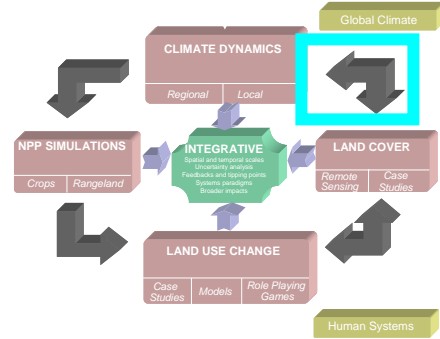 Global Climate
CLIMATE DYNAMICS
Regional
Local
NPP SIMULATIONS
Crops
Rangeland
INTEGRATIVE
Spatial and temporal scales
Uncertainty analysis
Feedbacks and tipping points
Systems paradigms
Broader impacts
LAND COVER
Remote
Sensing
Case
Studies
LAND USE CHANGE
Case
Studies
Models
Role Playing
Games
Human Systems